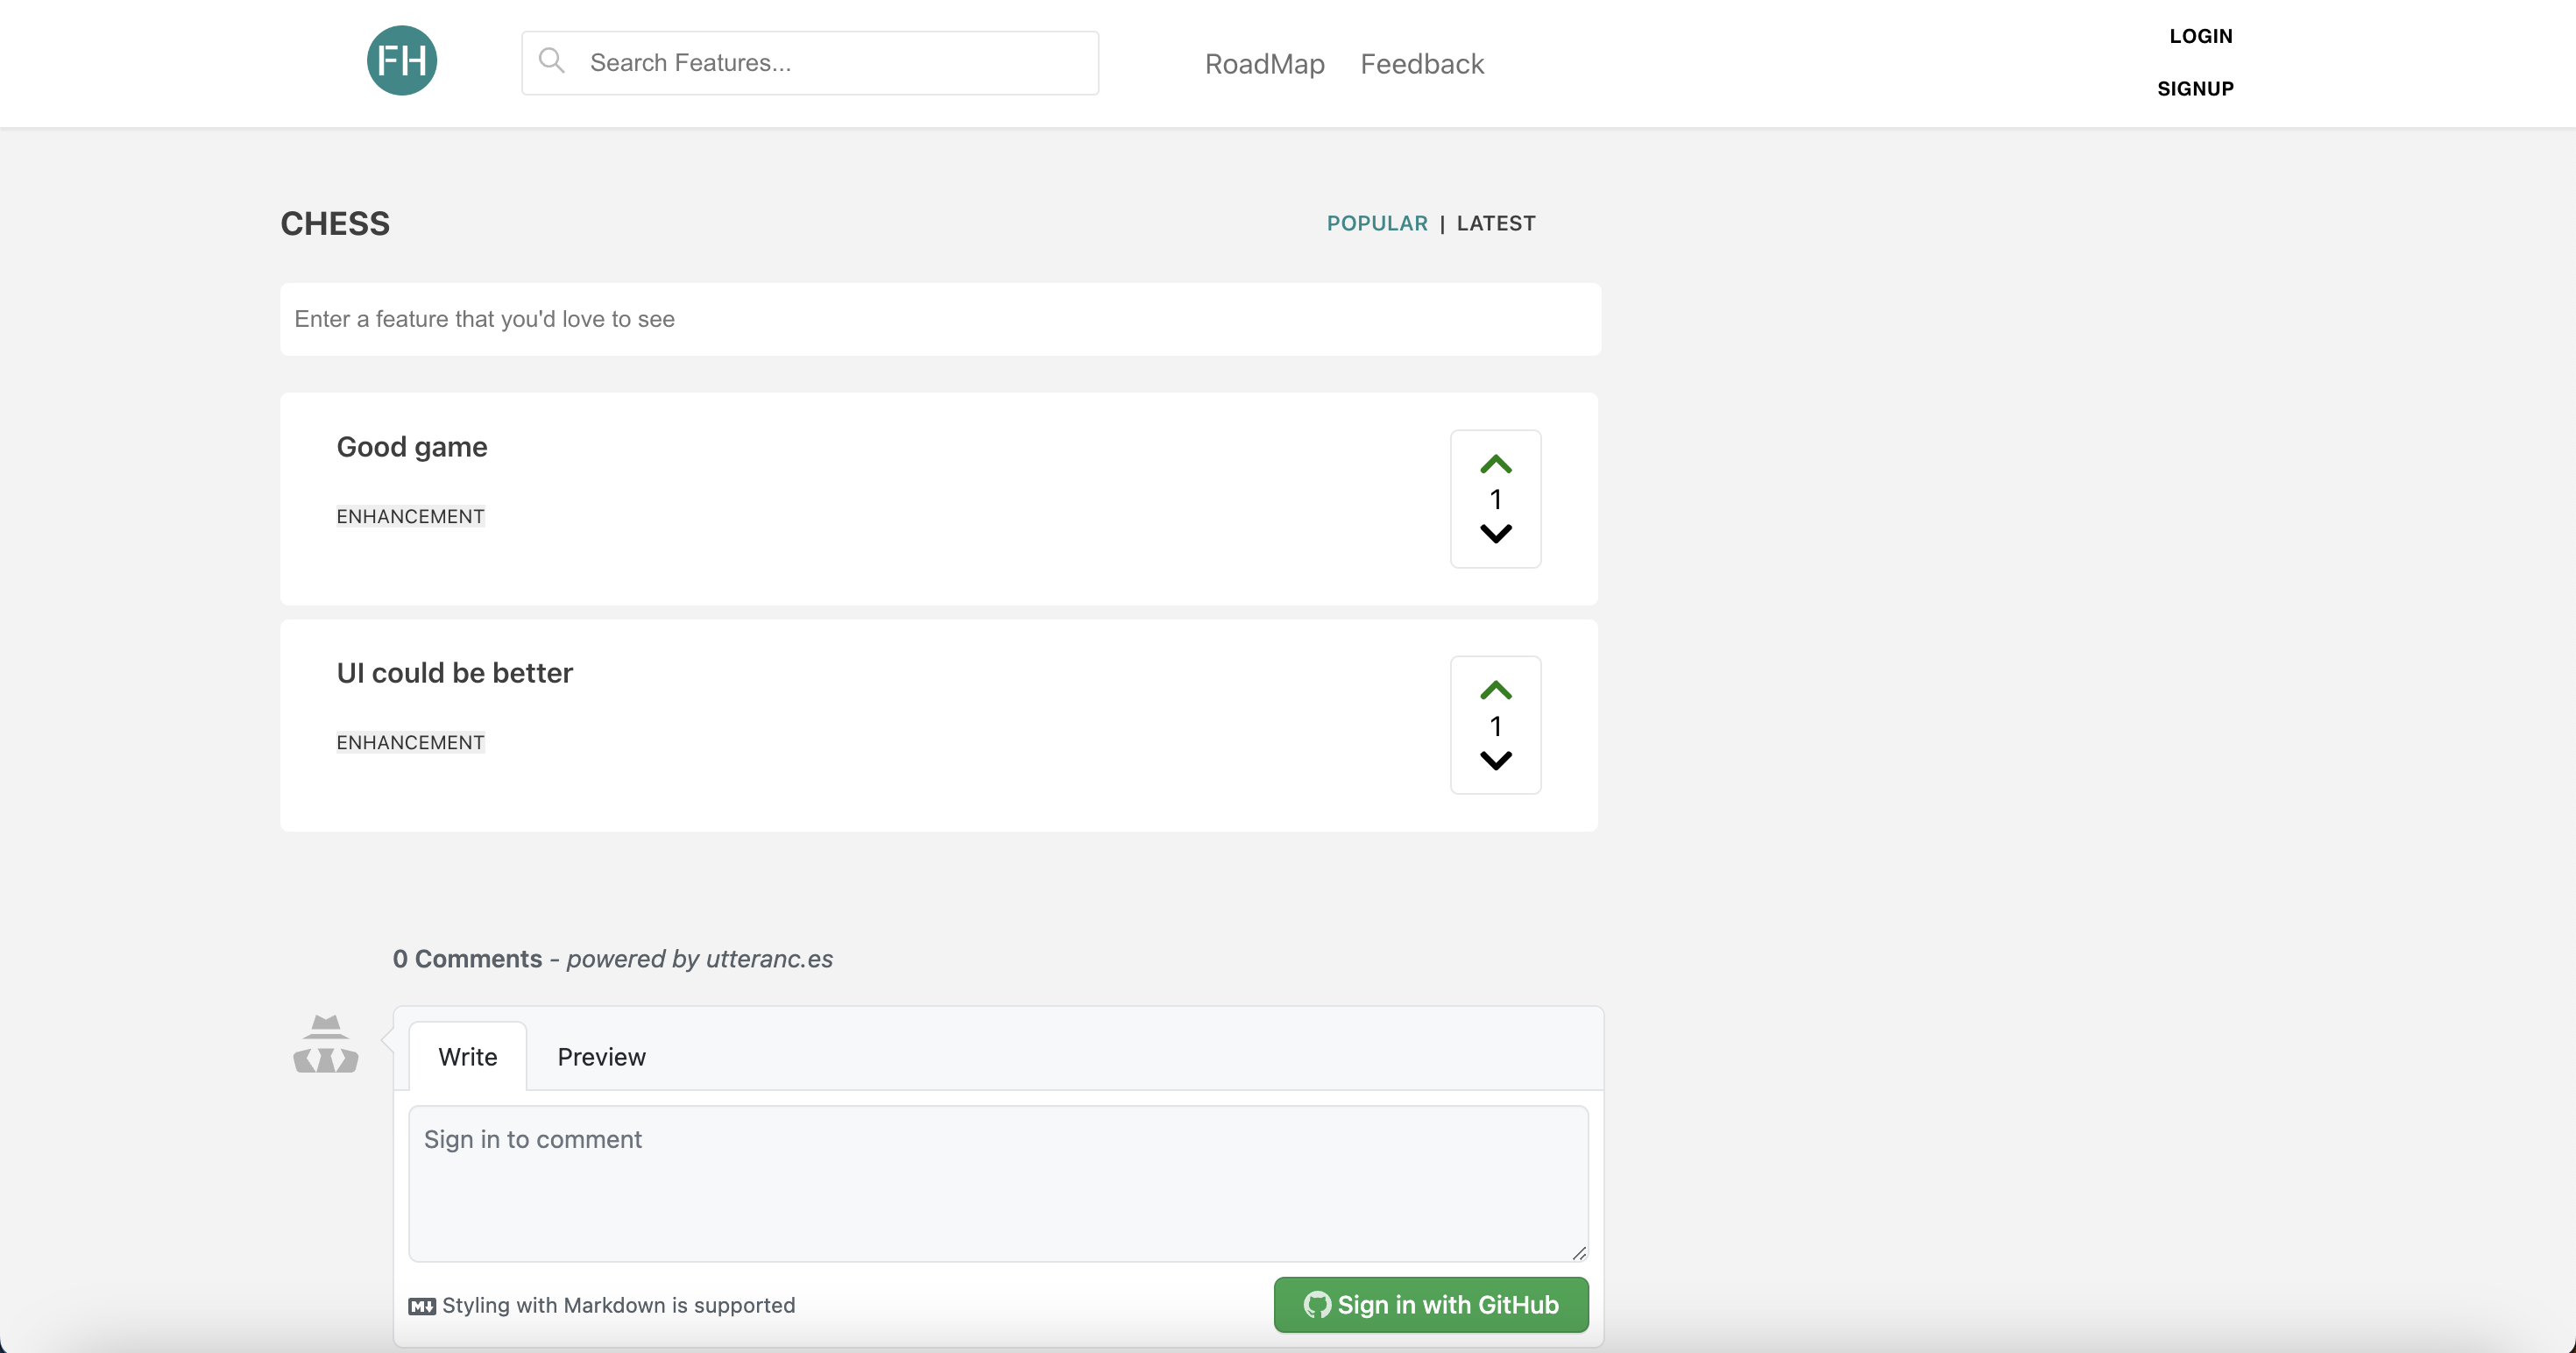 FH
Search Features...
RoadMap
Feedback
LOGIN
SIGNUP
CHESS
POPULAR | LATEST
Enter a feature that you'd love to see
Good game
ENHANCEMENT
1
UI could be better
ENHANCEMENT
1
0 Comments - powered by utteranc.es
Write
Preview
Sign in to comment
M Styling with Markdown is supported
Sign in with GitHub